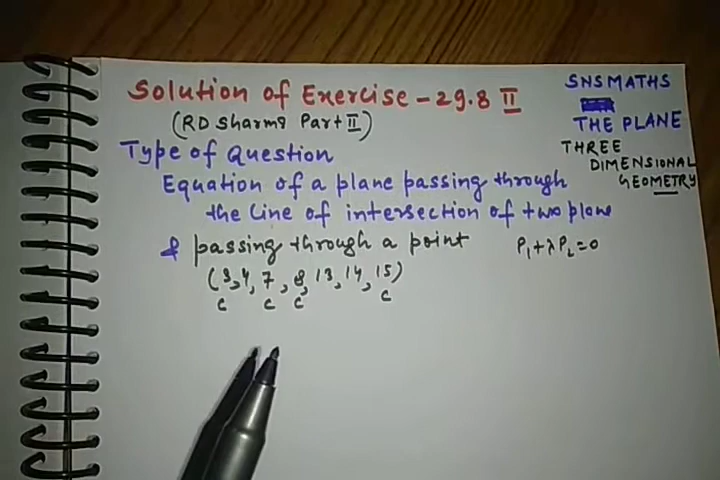 Solution of Exercise - 29.8 II
(RD Sharma Part II)
SNSMATHS
THE PLANE
THREE
DIMENSIONAL
GEOMETRY
Type of Question
Equation of a plane passing through
the line of intersection of two plane
& passing through a point
P₁+λP₂=0
(3,4,7,8,13,14,15)
c c c c